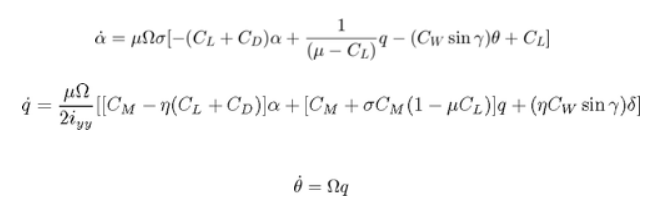 α̇ = μΩσ[−(C_L + C_D)α + 1/(μ − C_L) q − (C_W sin γ)θ + C_L]
q̇ = μΩ/2i_yy [[C_M − η(C_L + C_D)]α + [C_M + σC_M(1 − μC_L)]q + (ηC_W sin γ)δ]
θ̇ = Ωq